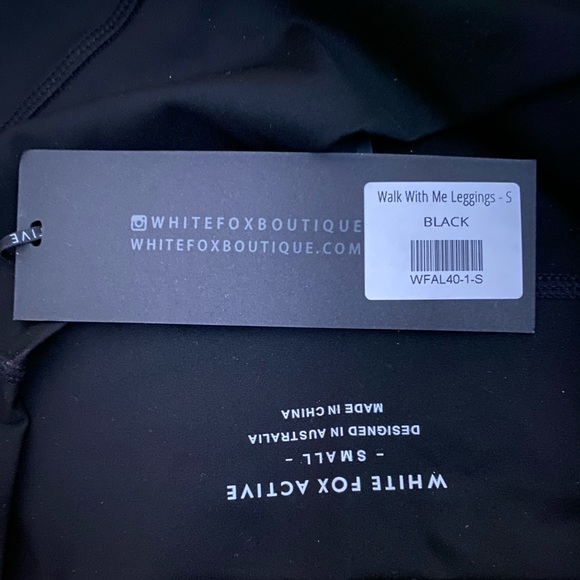 WHITEFOXBOUTIQUE
WHITEFOXBOUTIQUE.COM
Walk With Me Leggings - S
BLACK
WFAL40-1-S
IVE
WHITE FOX ACTIVE
- SMALL -
DESIGNED IN AUSTRALIA
MADE IN CHINA